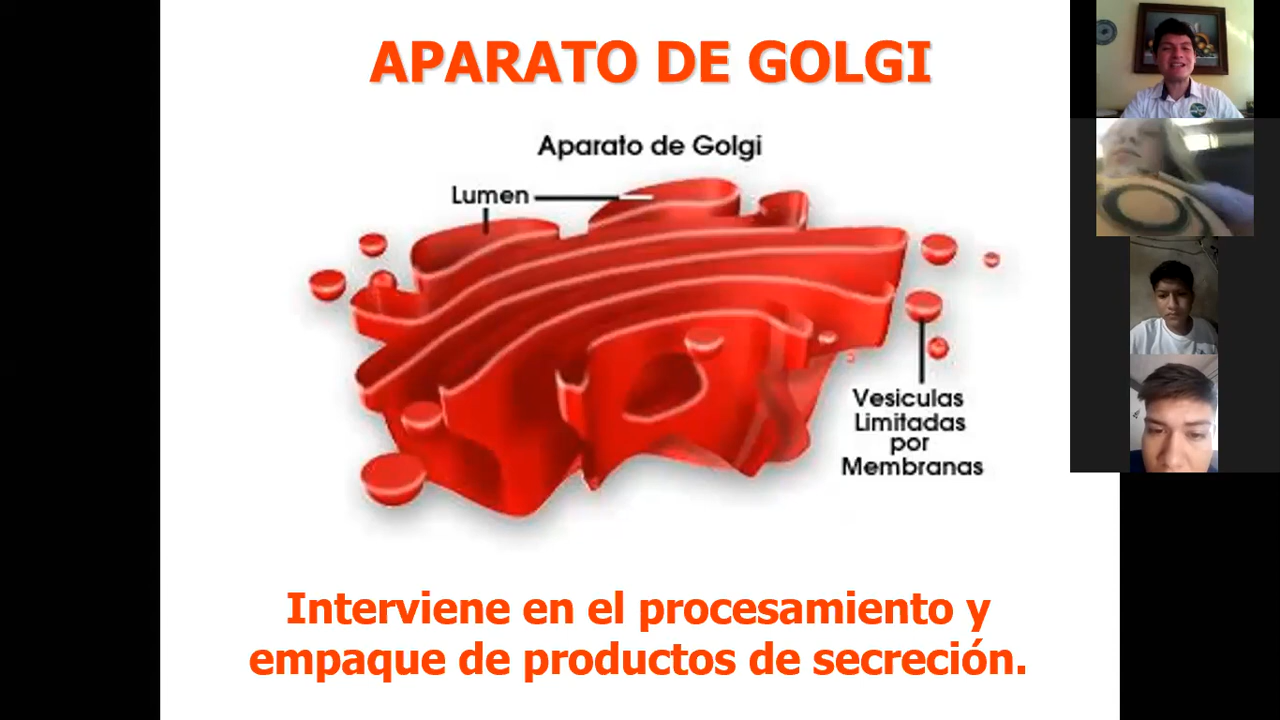 APARATO DE GOLGI
Aparato de Golgi
Lumen
Vesiculas
Limitadas
por
Membranas
Interviene en el procesamiento y
empaque de productos de secreción.